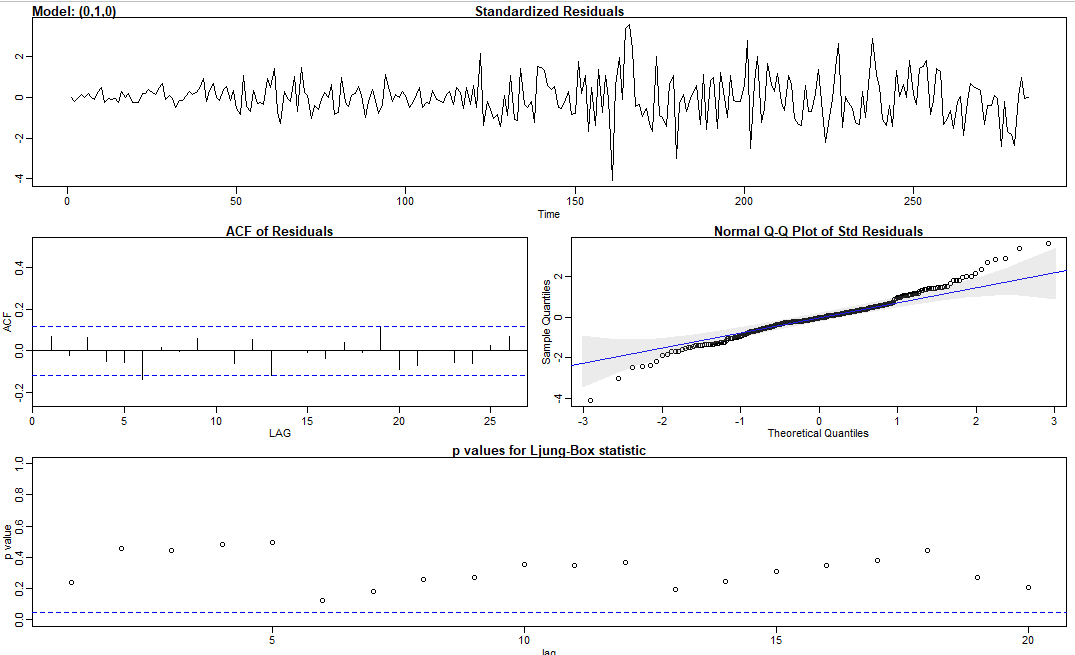 Model: (0,1,0)
Standardized Residuals
2
0
-2
-4
0 50 100 150 200 250
Time
ACF of Residuals
ACF
0.4
0.2
0.0
-0.2
0 5 10 15 20 25
LAG
Normal Q-Q Plot of Std Residuals
Sample Quantiles
2
0
-2
-4
-3 -2 -1 0 1 2 3
Theoretical Quantiles
p values for Ljung-Box statistic
p value
1.0
0.8
0.6
0.4
0.2
0.0
5 10 15 20
lag